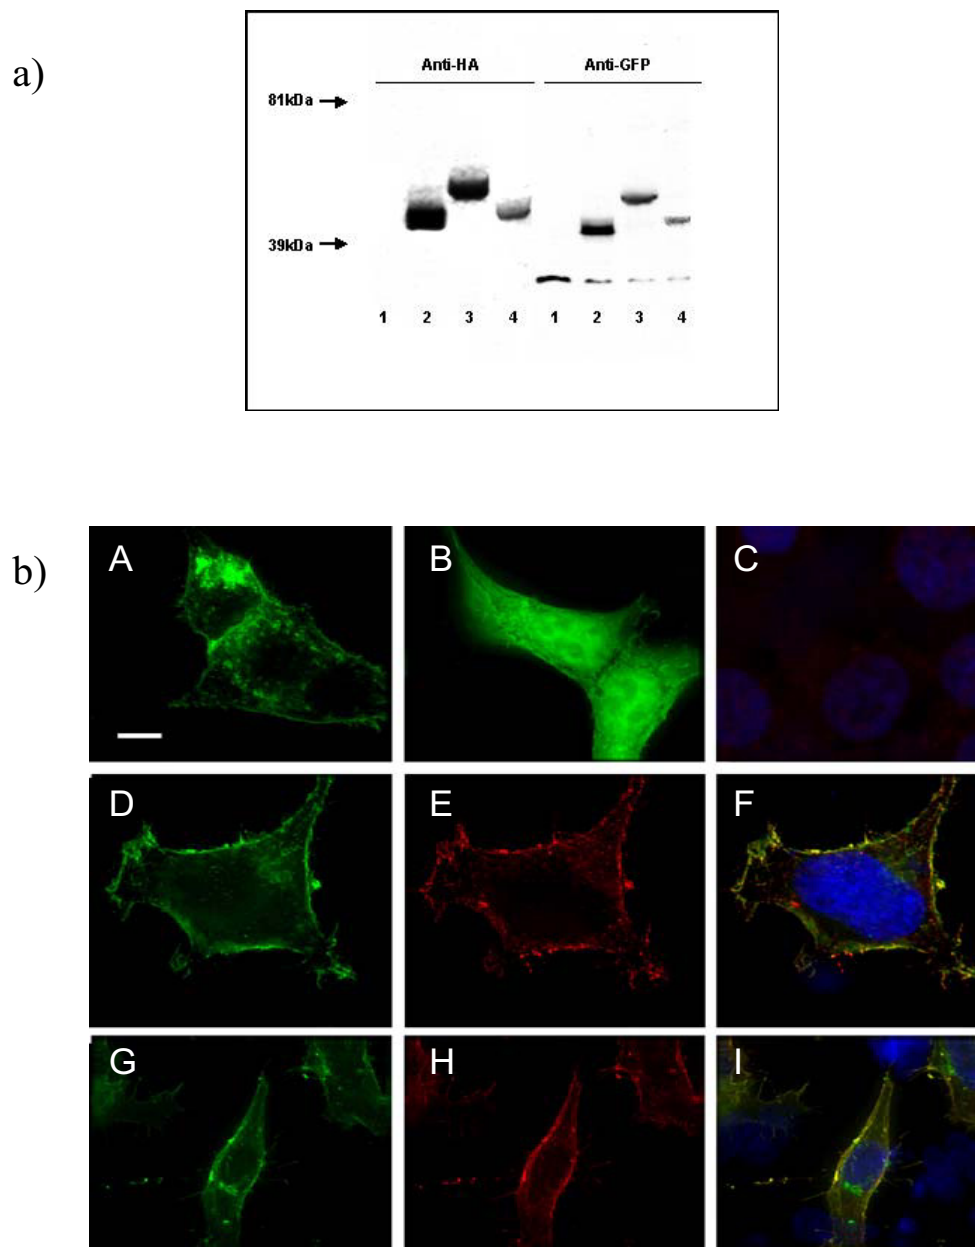 a)
Anti-HA Anti-GFP
81kDa
39kDa
1 2 3 4 1 2 3 4
b)
A B C
D E F
G H I